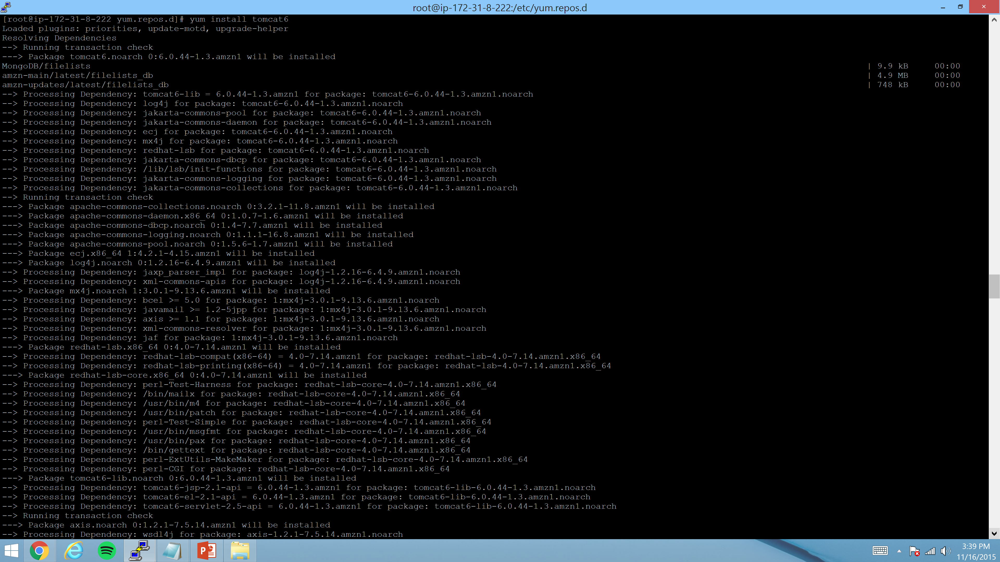 root@ip-172-31-8-222:/etc/yum.repos.d
[root@ip-172-31-8-222 yum.repos.d]# yum install tomcat6
Loaded plugins: priorities, update-motd, upgrade-helper
Resolving Dependencies
--> Running transaction check
---> Package tomcat6.noarch 0:6.0.44-1.3.amzn1 will be installed
MongoDB/filelists | 9.9 kB 00:00
amzn-main/latest/filelists_db | 4.9 MB 00:00
amzn-updates/latest/filelists_db | 748 kB 00:00
--> Processing Dependency: tomcat6-lib = 6.0.44-1.3.amzn1 for package: tomcat6-6.0.44-1.3.amzn1.noarch
--> Processing Dependency: log4j for package: tomcat6-6.0.44-1.3.amzn1.noarch
--> Processing Dependency: jakarta-commons-pool for package: tomcat6-6.0.44-1.3.amzn1.noarch
--> Processing Dependency: jakarta-commons-daemon for package: tomcat6-6.0.44-1.3.amzn1.noarch
--> Processing Dependency: ecj for package: tomcat6-6.0.44-1.3.amzn1.noarch
--> Processing Dependency: mx4j for package: tomcat6-6.0.44-1.3.amzn1.noarch
--> Processing Dependency: redhat-lsb for package: tomcat6-6.0.44-1.3.amzn1.noarch
--> Processing Dependency: jakarta-commons-dbcp for package: tomcat6-6.0.44-1.3.amzn1.noarch
--> Processing Dependency: /lib/lsb/init-functions for package: tomcat6-6.0.44-1.3.amzn1.noarch
--> Processing Dependency: jakarta-commons-logging for package: tomcat6-6.0.44-1.3.amzn1.noarch
--> Processing Dependency: jakarta-commons-collections for package: tomcat6-6.0.44-1.3.amzn1.noarch
--> Running transaction check
---> Package apache-commons-collections.noarch 0:3.2.1-11.8.amzn1 will be installed
---> Package apache-commons-daemon.x86_64 0:1.0.7-1.6.amzn1 will be installed
---> Package apache-commons-dbcp.noarch 0:1.4-7.7.amzn1 will be installed
---> Package apache-commons-logging.noarch 0:1.1.1-16.8.amzn1 will be installed
---> Package apache-commons-pool.noarch 0:1.5.6-1.7.amzn1 will be installed
---> Package ecj.x86_64 1:4.2.1-4.15.amzn1 will be installed
---> Package log4j.noarch 0:1.2.16-6.4.9.amzn1 will be installed
--> Processing Dependency: jaxp_parser_impl for package: log4j-1.2.16-6.4.9.amzn1.noarch
--> Processing Dependency: xml-commons-apis for package: log4j-1.2.16-6.4.9.amzn1.noarch
---> Package mx4j.noarch 1:3.0.1-9.13.6.amzn1 will be installed
--> Processing Dependency: bcel >= 5.0 for package: 1:mx4j-3.0.1-9.13.6.amzn1.noarch
--> Processing Dependency: javamail >= 1.2-5jpp for package: 1:mx4j-3.0.1-9.13.6.amzn1.noarch
--> Processing Dependency: axis >= 1.1 for package: 1:mx4j-3.0.1-9.13.6.amzn1.noarch
--> Processing Dependency: xml-commons-resolver for package: 1:mx4j-3.0.1-9.13.6.amzn1.noarch
--> Processing Dependency: jaf for package: 1:mx4j-3.0.1-9.13.6.amzn1.noarch
---> Package redhat-lsb.x86_64 0:4.0-7.14.amzn1 will be installed
--> Processing Dependency: redhat-lsb-compat(x86-64) = 4.0-7.14.amzn1 for package: redhat-lsb-4.0-7.14.amzn1.x86_64
--> Processing Dependency: redhat-lsb-printing(x86-64) = 4.0-7.14.amzn1 for package: redhat-lsb-4.0-7.14.amzn1.x86_64
---> Package redhat-lsb-core.x86_64 0:4.0-7.14.amzn1 will be installed
--> Processing Dependency: perl-Test-Harness for package: redhat-lsb-core-4.0-7.14.amzn1.x86_64
--> Processing Dependency: /bin/mailx for package: redhat-lsb-core-4.0-7.14.amzn1.x86_64
--> Processing Dependency: /usr/bin/m4 for package: redhat-lsb-core-4.0-7.14.amzn1.x86_64
--> Processing Dependency: /usr/bin/patch for package: redhat-lsb-core-4.0-7.14.amzn1.x86_64
--> Processing Dependency: perl-Test-Simple for package: redhat-lsb-core-4.0-7.14.amzn1.x86_64
--> Processing Dependency: /usr/bin/msgfmt for package: redhat-lsb-core-4.0-7.14.amzn1.x86_64
--> Processing Dependency: /usr/bin/pax for package: redhat-lsb-core-4.0-7.14.amzn1.x86_64
--> Processing Dependency: /bin/gettext for package: redhat-lsb-core-4.0-7.14.amzn1.x86_64
--> Processing Dependency: perl-ExtUtils-MakeMaker for package: redhat-lsb-core-4.0-7.14.amzn1.x86_64
--> Processing Dependency: perl-CGI for package: redhat-lsb-core-4.0-7.14.amzn1.x86_64
---> Package tomcat6-lib.noarch 0:6.0.44-1.3.amzn1 will be installed
--> Processing Dependency: tomcat6-jsp-2.1-api = 6.0.44-1.3.amzn1 for package: tomcat6-lib-6.0.44-1.3.amzn1.noarch
--> Processing Dependency: tomcat6-el-2.1-api = 6.0.44-1.3.amzn1 for package: tomcat6-lib-6.0.44-1.3.amzn1.noarch
--> Processing Dependency: tomcat6-servlet-2.5-api = 6.0.44-1.3.amzn1 for package: tomcat6-lib-6.0.44-1.3.amzn1.noarch
--> Running transaction check
---> Package axis.noarch 0:1.2.1-7.5.14.amzn1 will be installed
--> Processing Dependency: wsdl4j for package: axis-1.2.1-7.5.14.amzn1.noarch
3:39 PM
11/16/2015